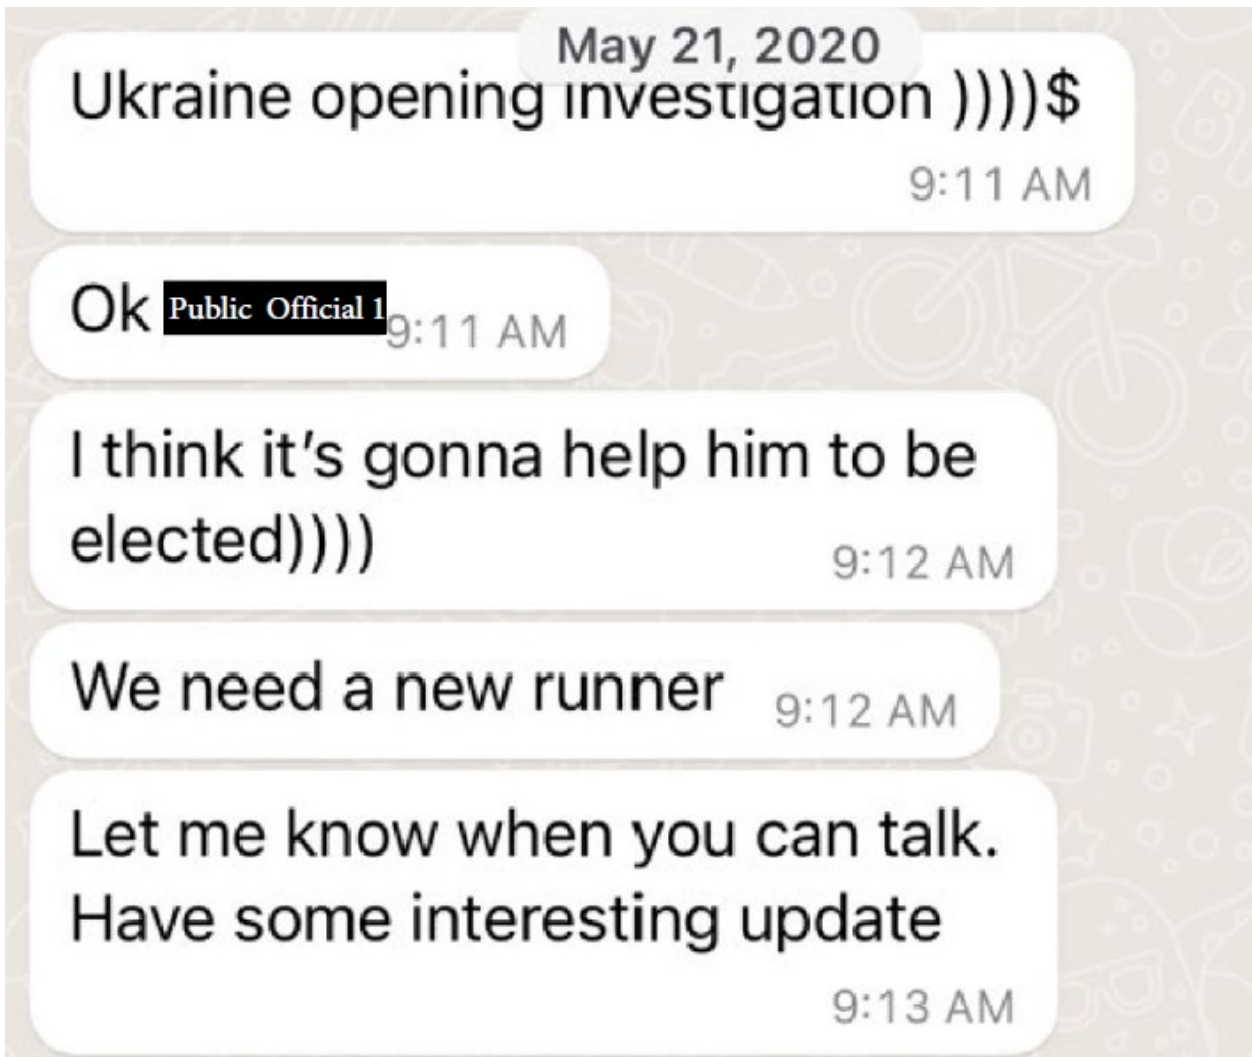 May 21, 2020
Ukraine opening investigation ))))$
9:11 AM
Ok Public Official 1 9:11 AM
I think it's gonna help him to be
elected))))
9:12 AM
We need a new runner 9:12 AM
Let me know when you can talk.
Have some interesting update
9:13 AM